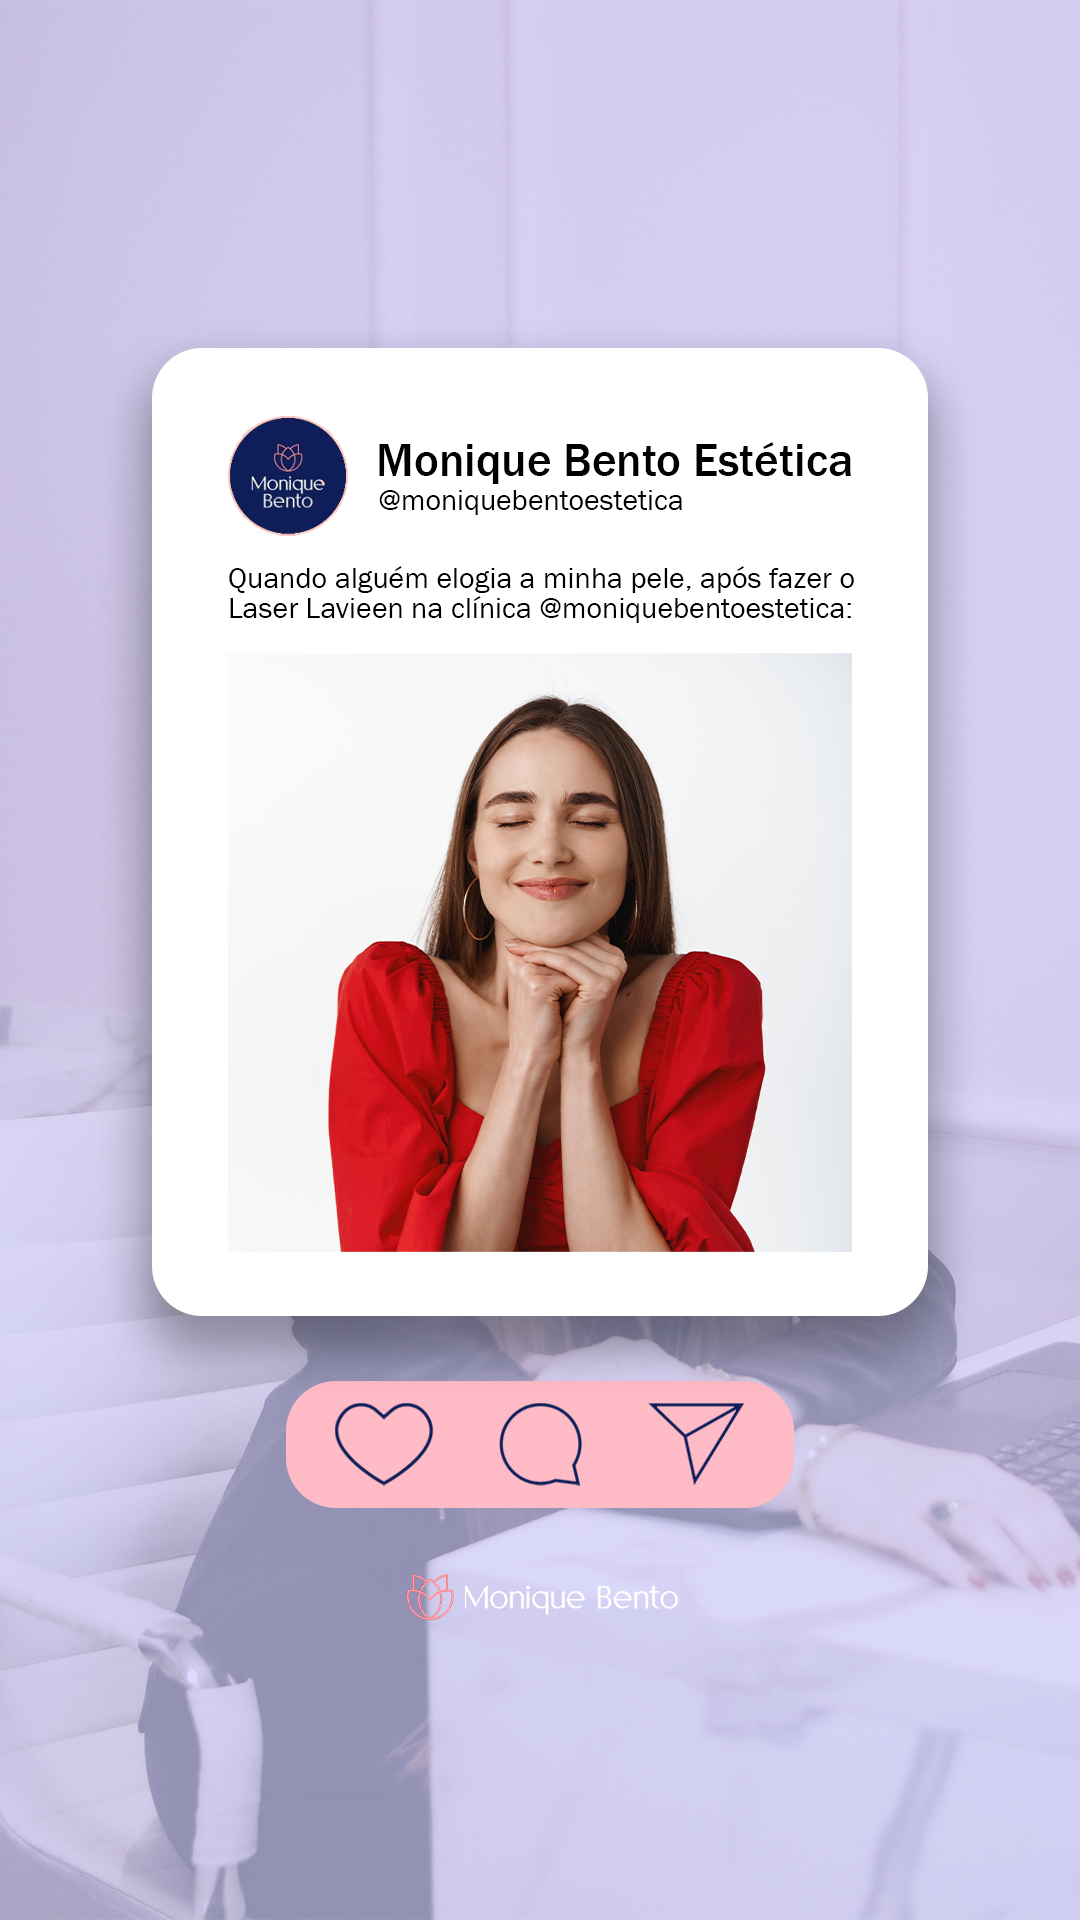 Monique
Bento
Monique Bento Estética
@moniquebentoestetica
Quando alguém elogia a minha pele, após fazer o
Laser Lavieen na clínica @moniquebentoestetica:
Monique Bento